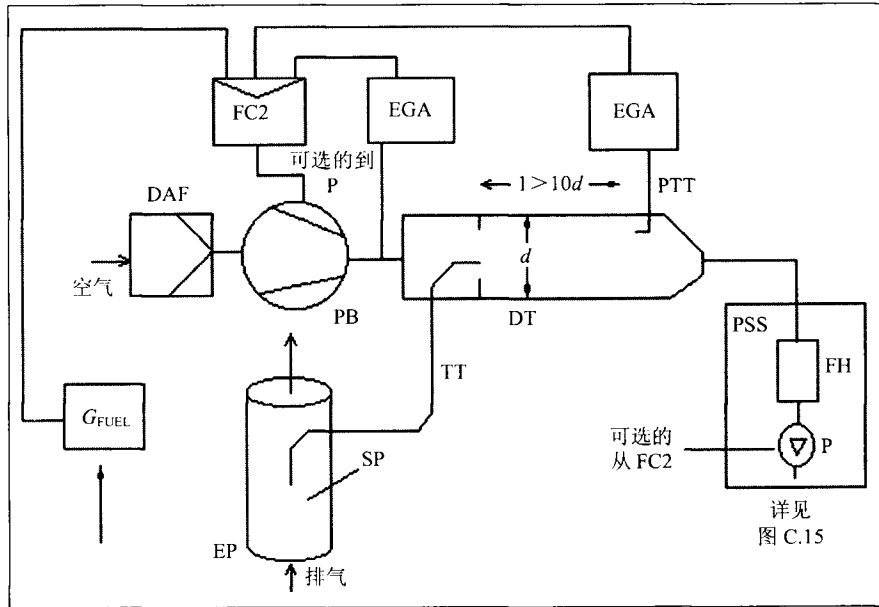 FC2
EGA
EGA
可选的到
P
1＞10d
PTT
DAF
空气
d
PB
DT
PSS
FH
TT
G_FUEL
SP
可选的
从 FC2
P
EP
排气
详见
图 C.15